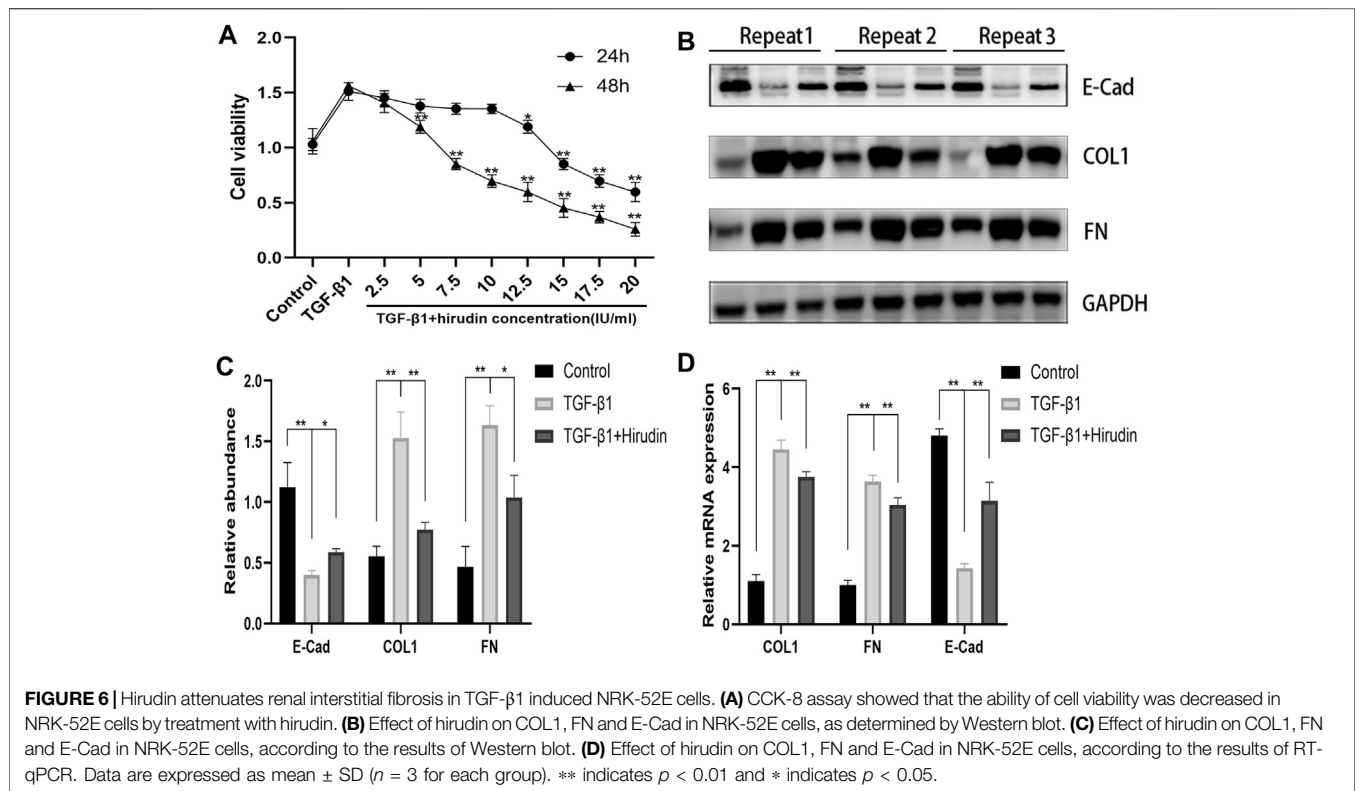 A
2.0
1.5
1.0
0.5
0.0
Cell viability
24h
48h
**
**
**
**
**
**
**
*
**
**
**
Control
TGF-β1
2.5
5
7.5
10
12.5
15
17.5
20
TGF-β1+hirudin concentration(IU/ml)
B
Repeat1 Repeat 2 Repeat 3
E-Cad
COL1
FN
GAPDH
C
2.0
1.5
1.0
0.5
0.0
Relative abundance
** *
** **
** *
Control
TGF-β1
TGF-β1+Hirudin
E-Cad COL1 FN
D
6
4
2
0
Relative mRNA expression
** **
** **
** **
Control
TGF-β1
TGF-β1+Hirudin
COL1 FN E-Cad
FIGURE 6 | Hirudin attenuates renal interstitial fibrosis in TGF-β1 induced NRK-52E cells. (A) CCK-8 assay showed that the ability of cell viability was decreased in
NRK-52E cells by treatment with hirudin. (B) Effect of hirudin on COL1, FN and E-Cad in NRK-52E cells, as determined by Western blot. (C) Effect of hirudin on COL1, FN
and E-Cad in NRK-52E cells, according to the results of Western blot. (D) Effect of hirudin on COL1, FN and E-Cad in NRK-52E cells, according to the results of RT-
qPCR. Data are expressed as mean ± SD (n = 3 for each group). ** indicates p < 0.01 and * indicates p < 0.05.